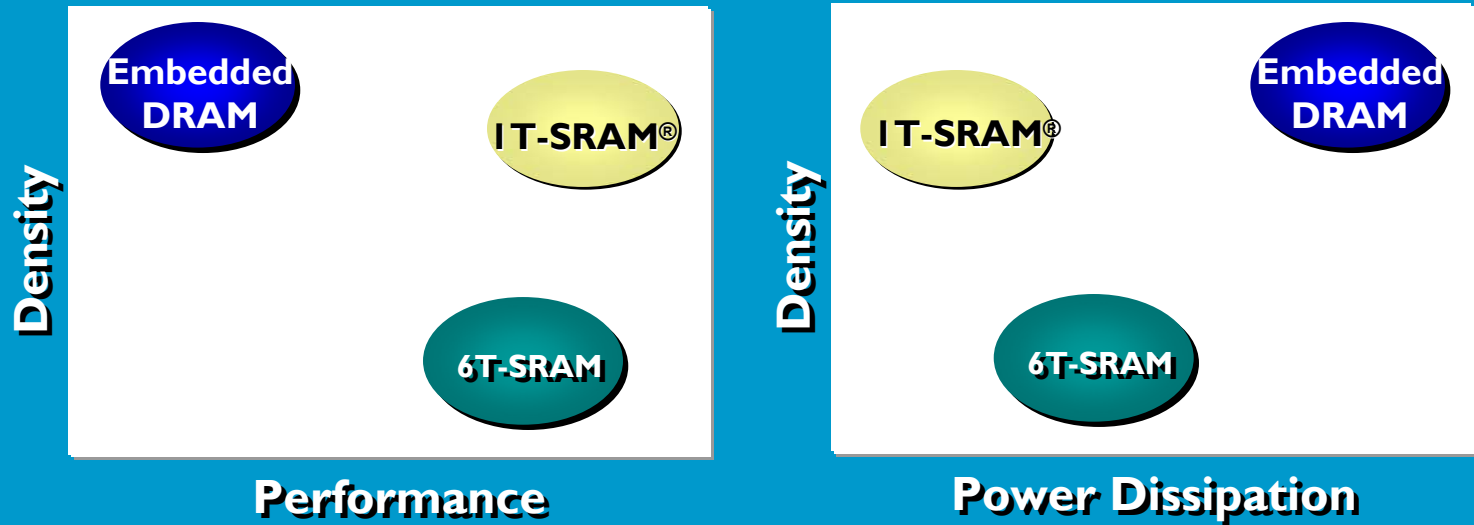 Density
Embedded
DRAM
1T-SRAM®
6T-SRAM
Performance
Density
1T-SRAM®
Embedded
DRAM
6T-SRAM
Power Dissipation